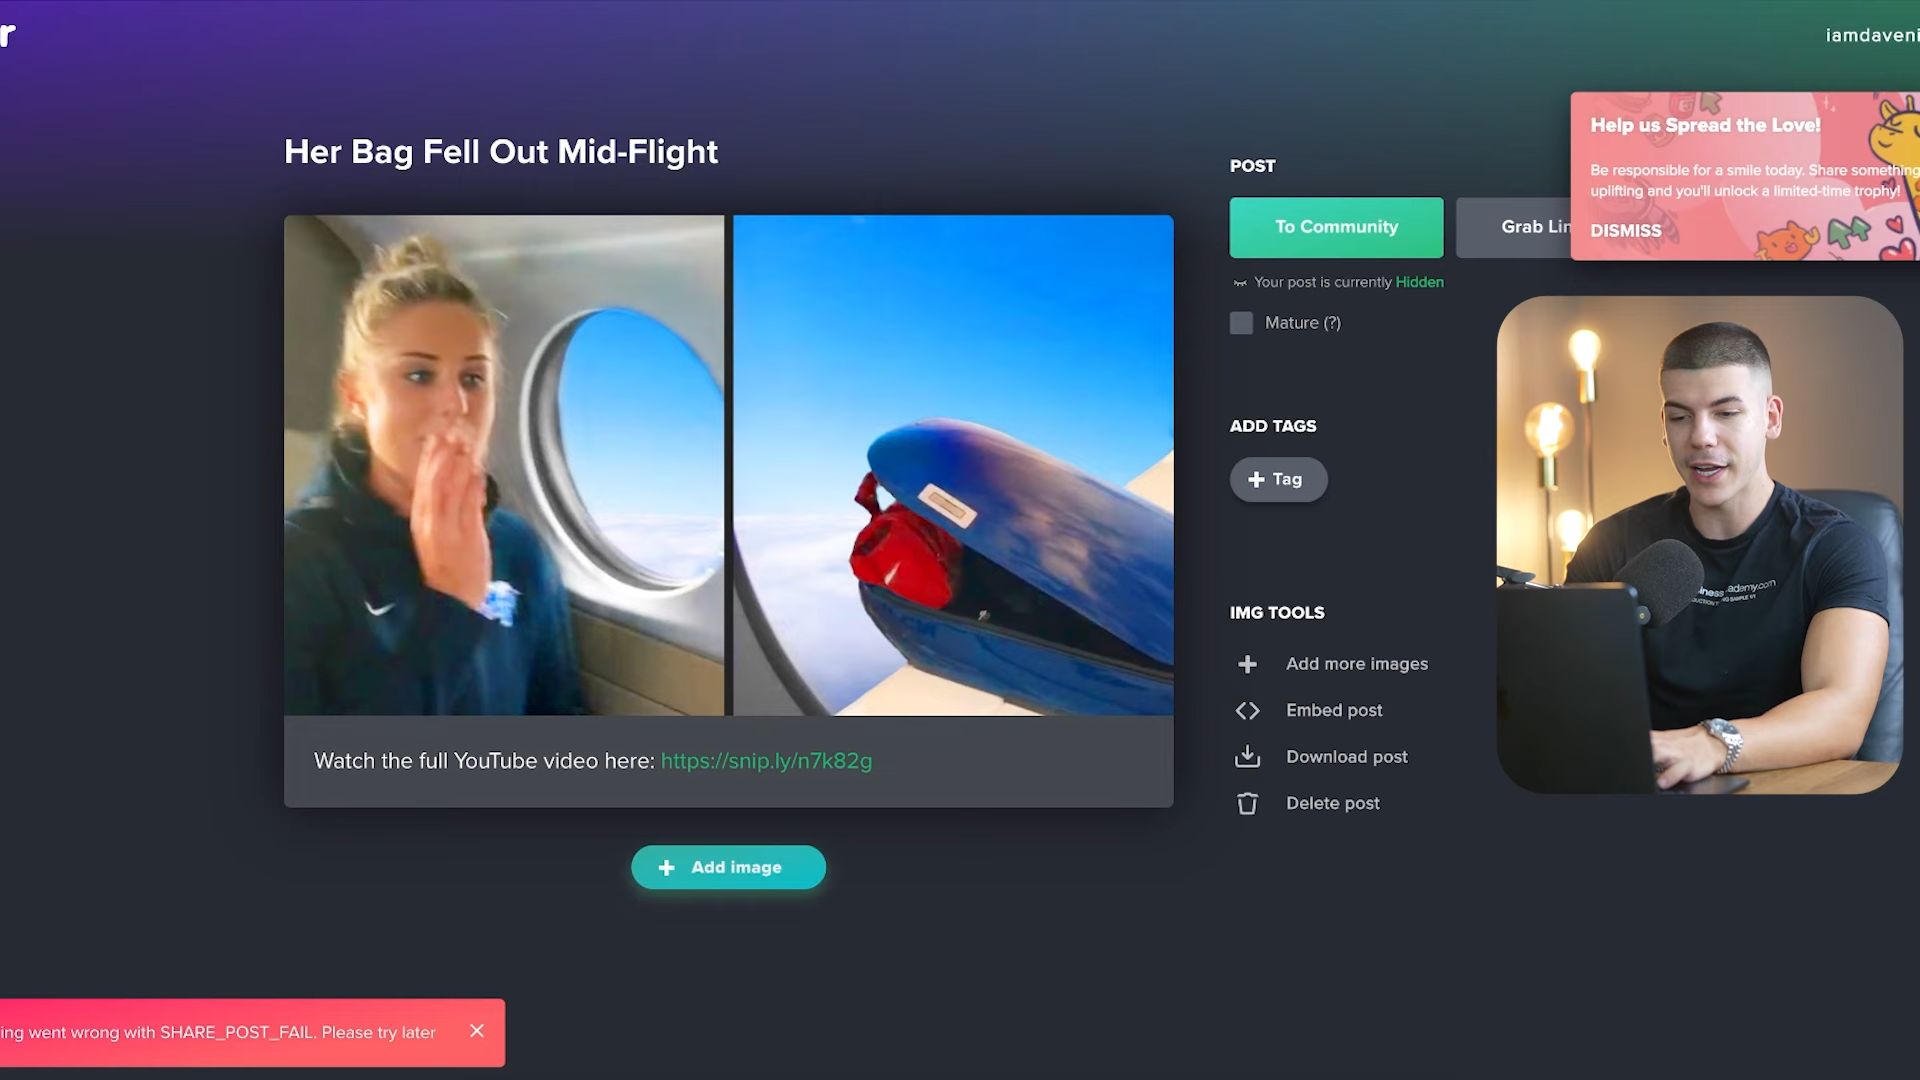 r
iamdaveni
Her Bag Fell Out Mid-Flight
POST
To Community
Grab Lin
Your post is currently Hidden
Mature (?)
Help us Spread the Love!
Be responsible for a smile today. Share something
uplifting and you'll unlock a limited-time trophy!
DISMISS
ADD TAGS
+ Tag
IMG TOOLS
Add more images
Embed post
Download post
Delete post
Watch the full YouTube video here: https://snip.ly/n7k82g
+ Add image
ing went wrong with SHARE_POST_FAIL. Please try later